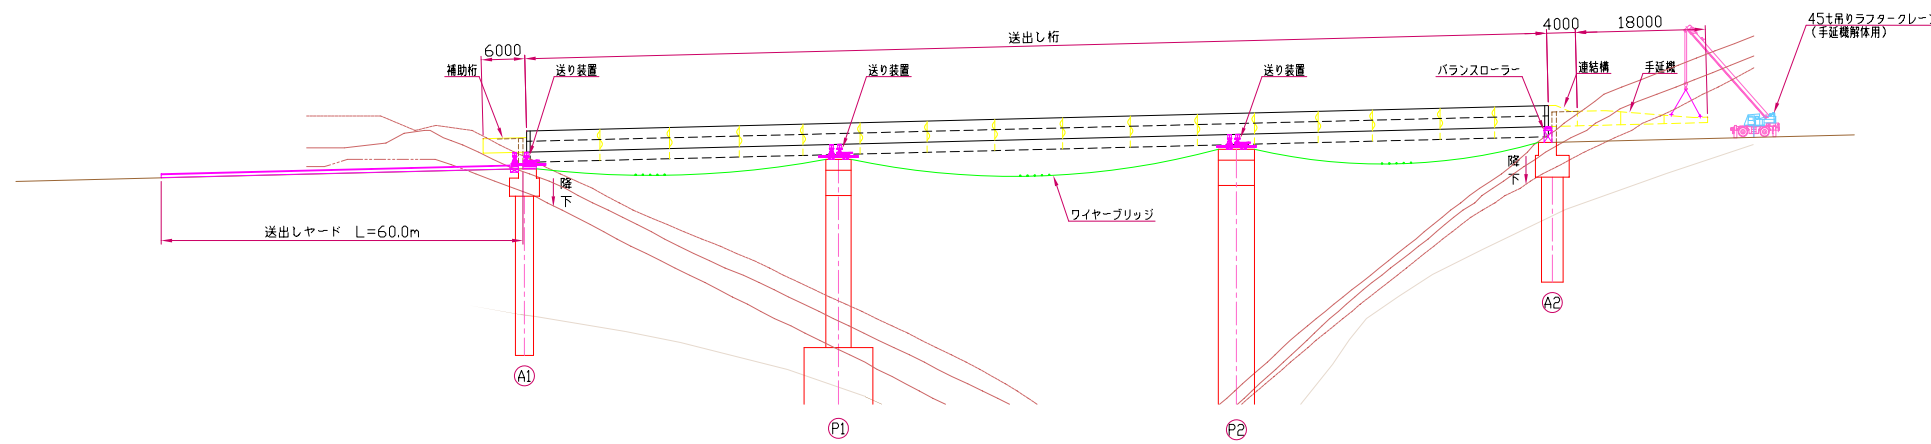 45t吊りラフタークレーン
(手延機解体用)
6000
送出し桁
4000
18000
補助桁
送り装置
送り装置
送り装置
バランスローラー
連結構
手延機
降
下
降
下
ワイヤーブリッジ
送出しヤード L=60.0m
A1
P1
P2
A2